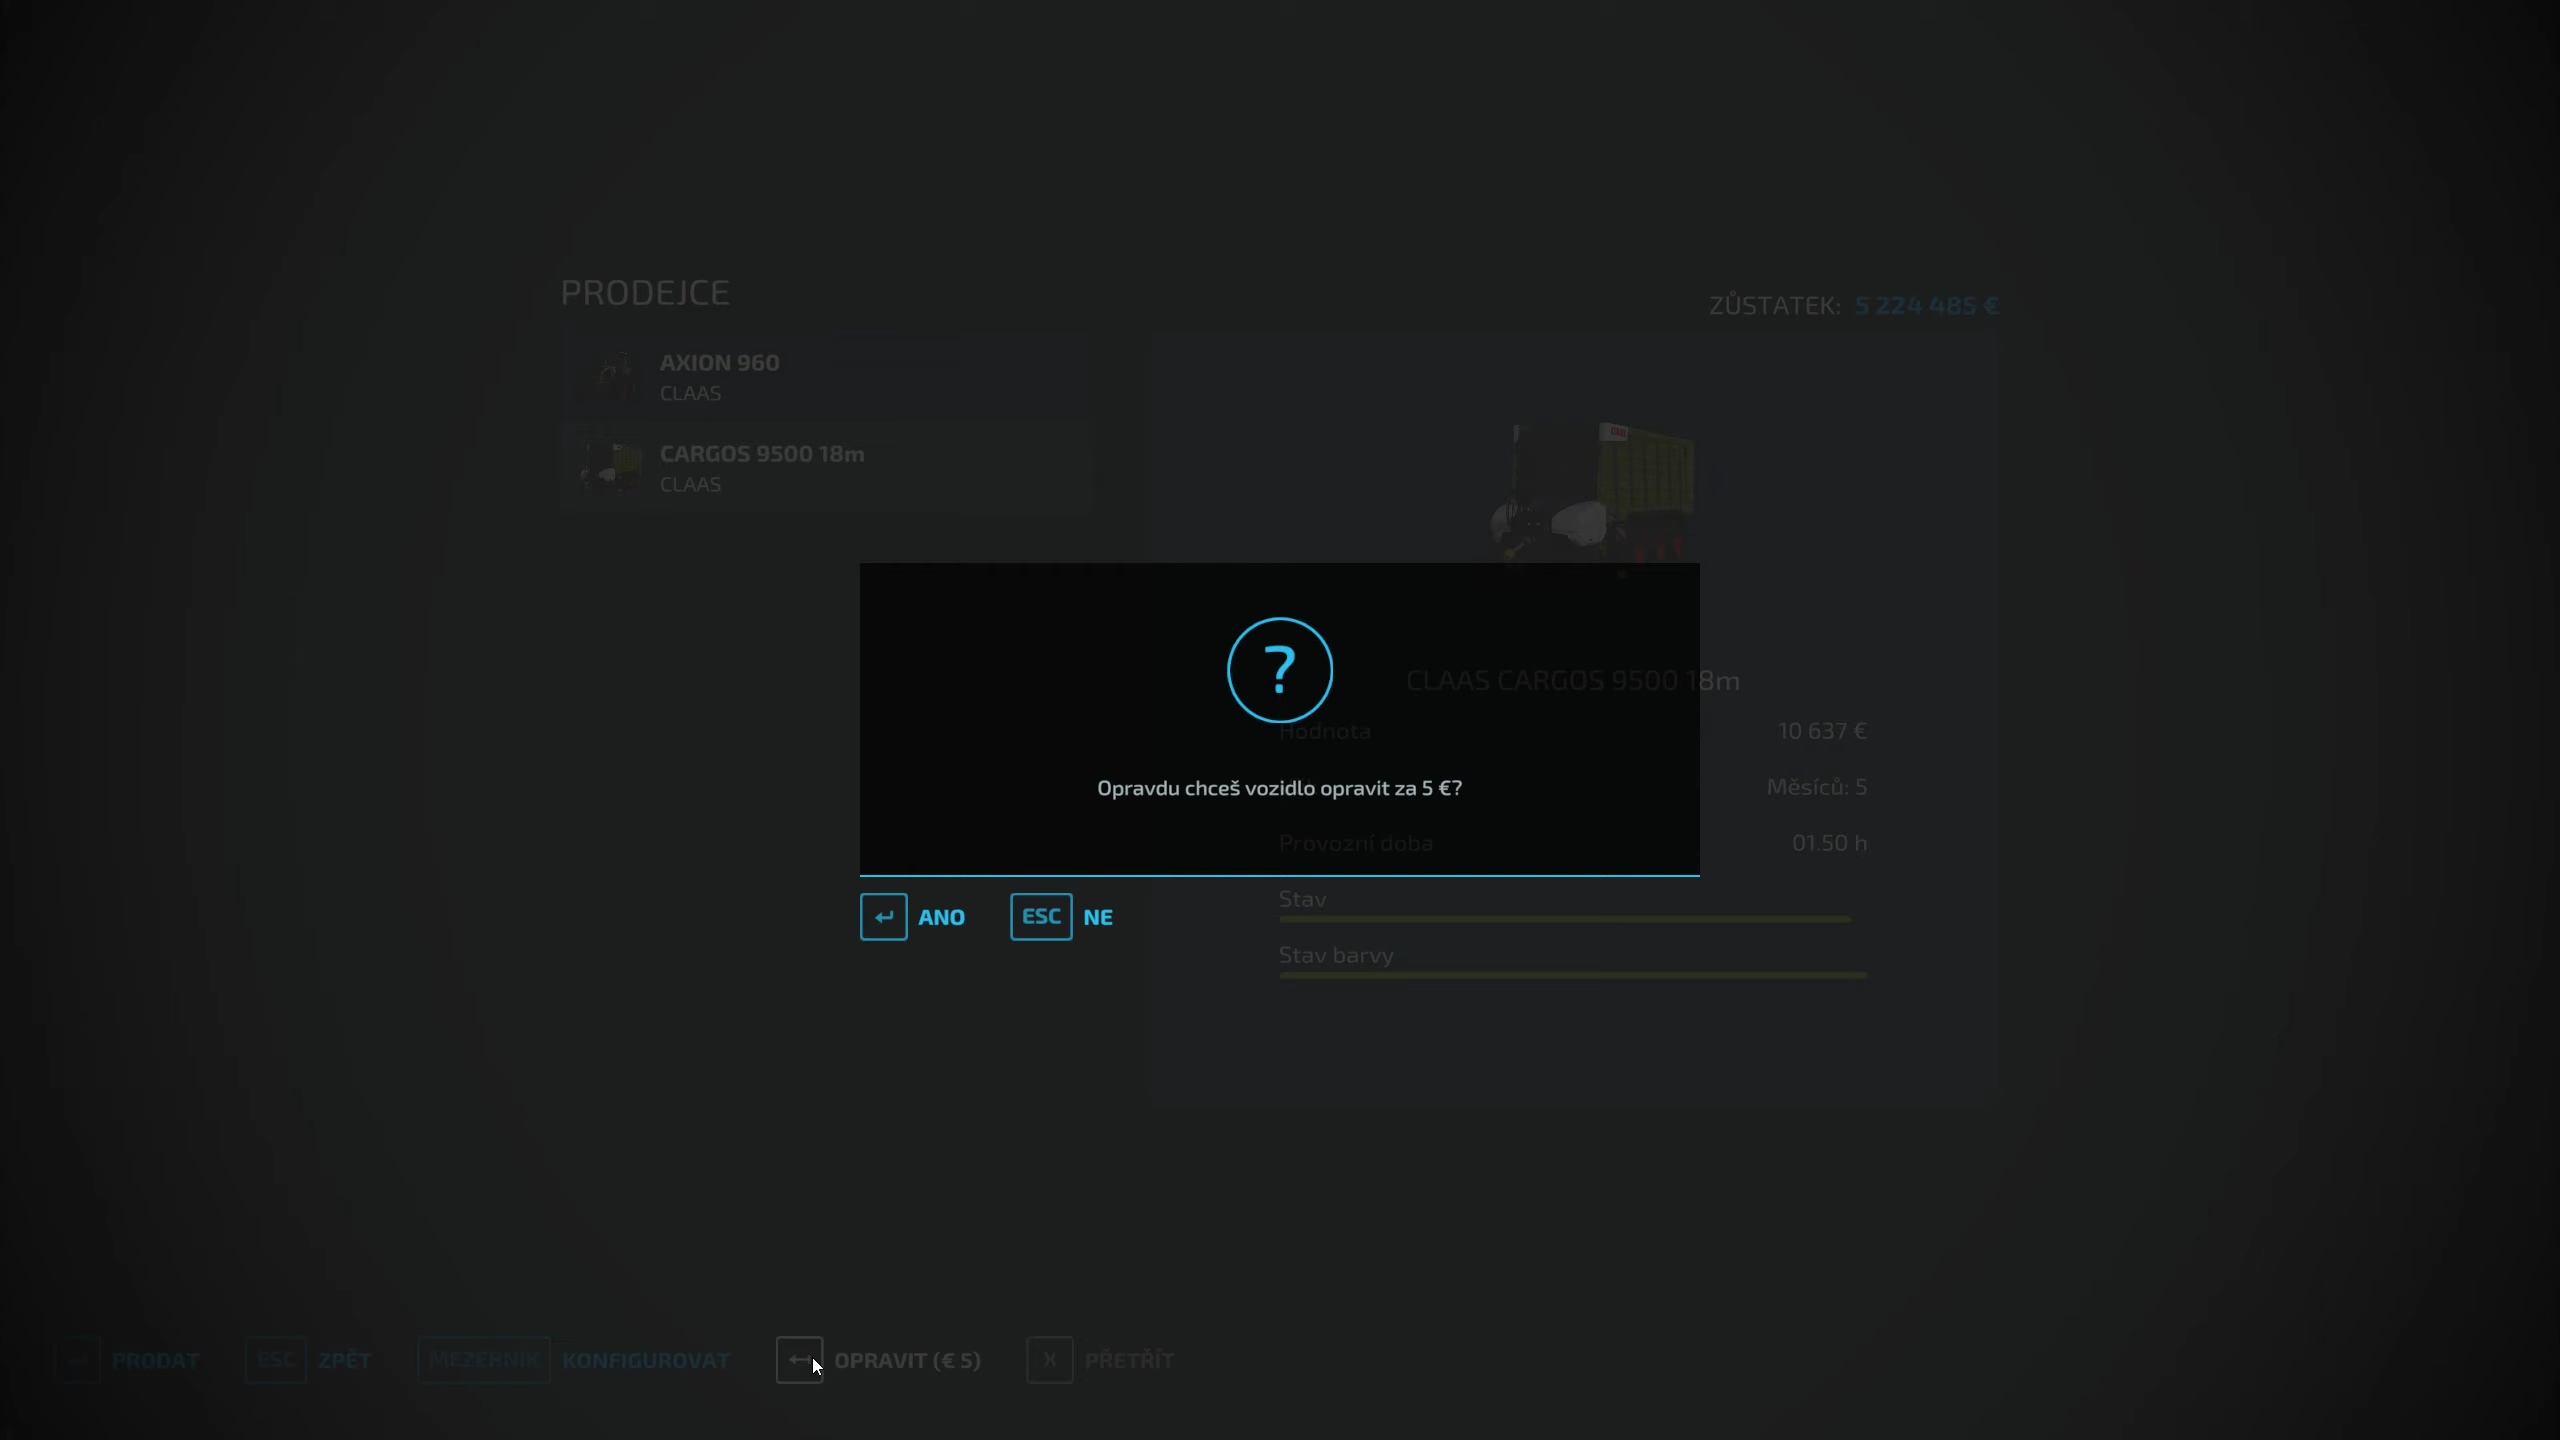 PRODEJCE
ZŮSTATEK: 5 224 485 €
AXION 960
CLAAS
CARGOS 9500 18m
CLAAS
CLAAS CARGOS 9500 18m
Hodnota 10 637 €
Opravdu chceš vozidlo opravit za 5 €?
Měsíců: 5
Provozní doba 01.50 h
Stav
ANO ESC NE
Stav barvy
PRODAT ESC ZPĚT MEZERNÍK KONFIGUROVAT OPRAVIT (€ 5) X PŘETŘÍT